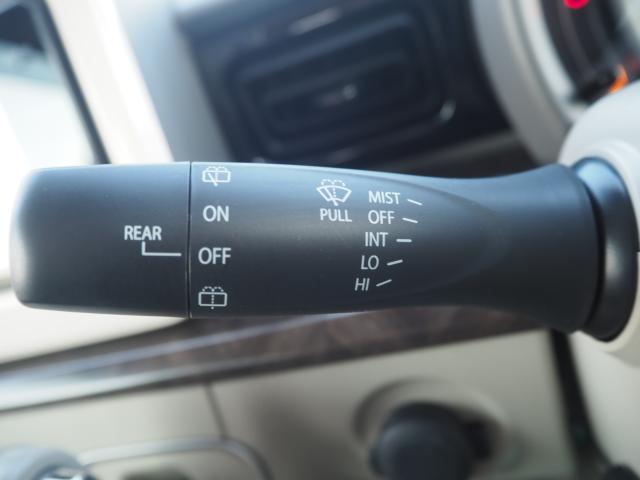 REAR
ON
OFF
PULL
MIST
OFF
INT
LO
HI